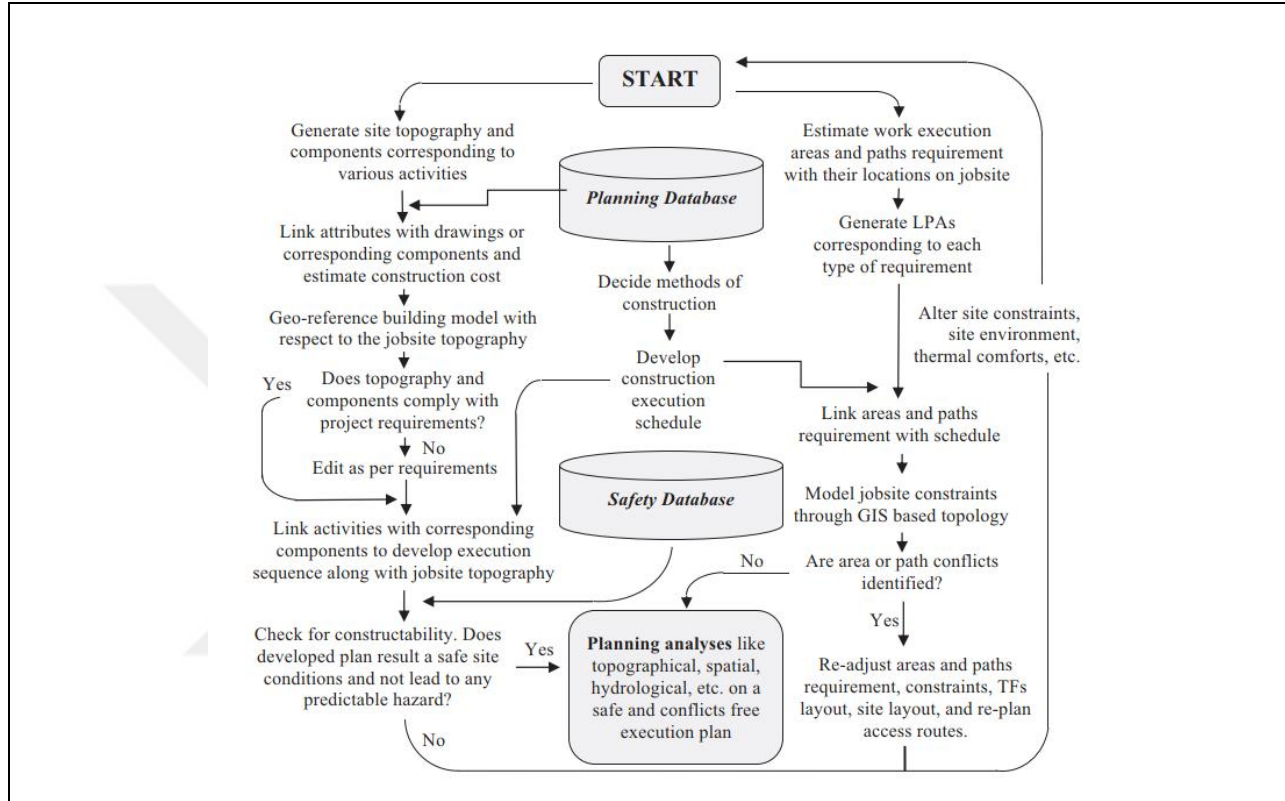 START
Generate site topography and
components corresponding to
various activities
Link attributes with drawings or
corresponding components and
estimate construction cost
Geo-reference building model with
respect to the jobsite topography
Yes
Does topography and
components comply with
project requirements?
No
Edit as per requirements
Link activities with corresponding
components to develop execution
sequence along with jobsite topography
Check for constructability. Does
developed plan result a safe site
conditions and not lead to any
predictable hazard?
Yes
No
Planning Database
Decide methods of
construction
Develop
construction
execution
schedule
Safety Database
Planning analyses like
topographical, spatial,
hydrological, etc. on a
safe and conflicts free
execution plan
Estimate work execution
areas and paths requirement
with their locations on jobsite
Generate LPAs
corresponding to each
type of requirement
Alter site constraints,
site environment,
thermal comforts, etc.
Link areas and paths
requirement with schedule
Model jobsite constraints
through GIS based topology
No
Are area or path conflicts
identified?
Yes
Re-adjust areas and paths
requirement, constraints, TFs
layout, site layout, and re-plan
access routes.